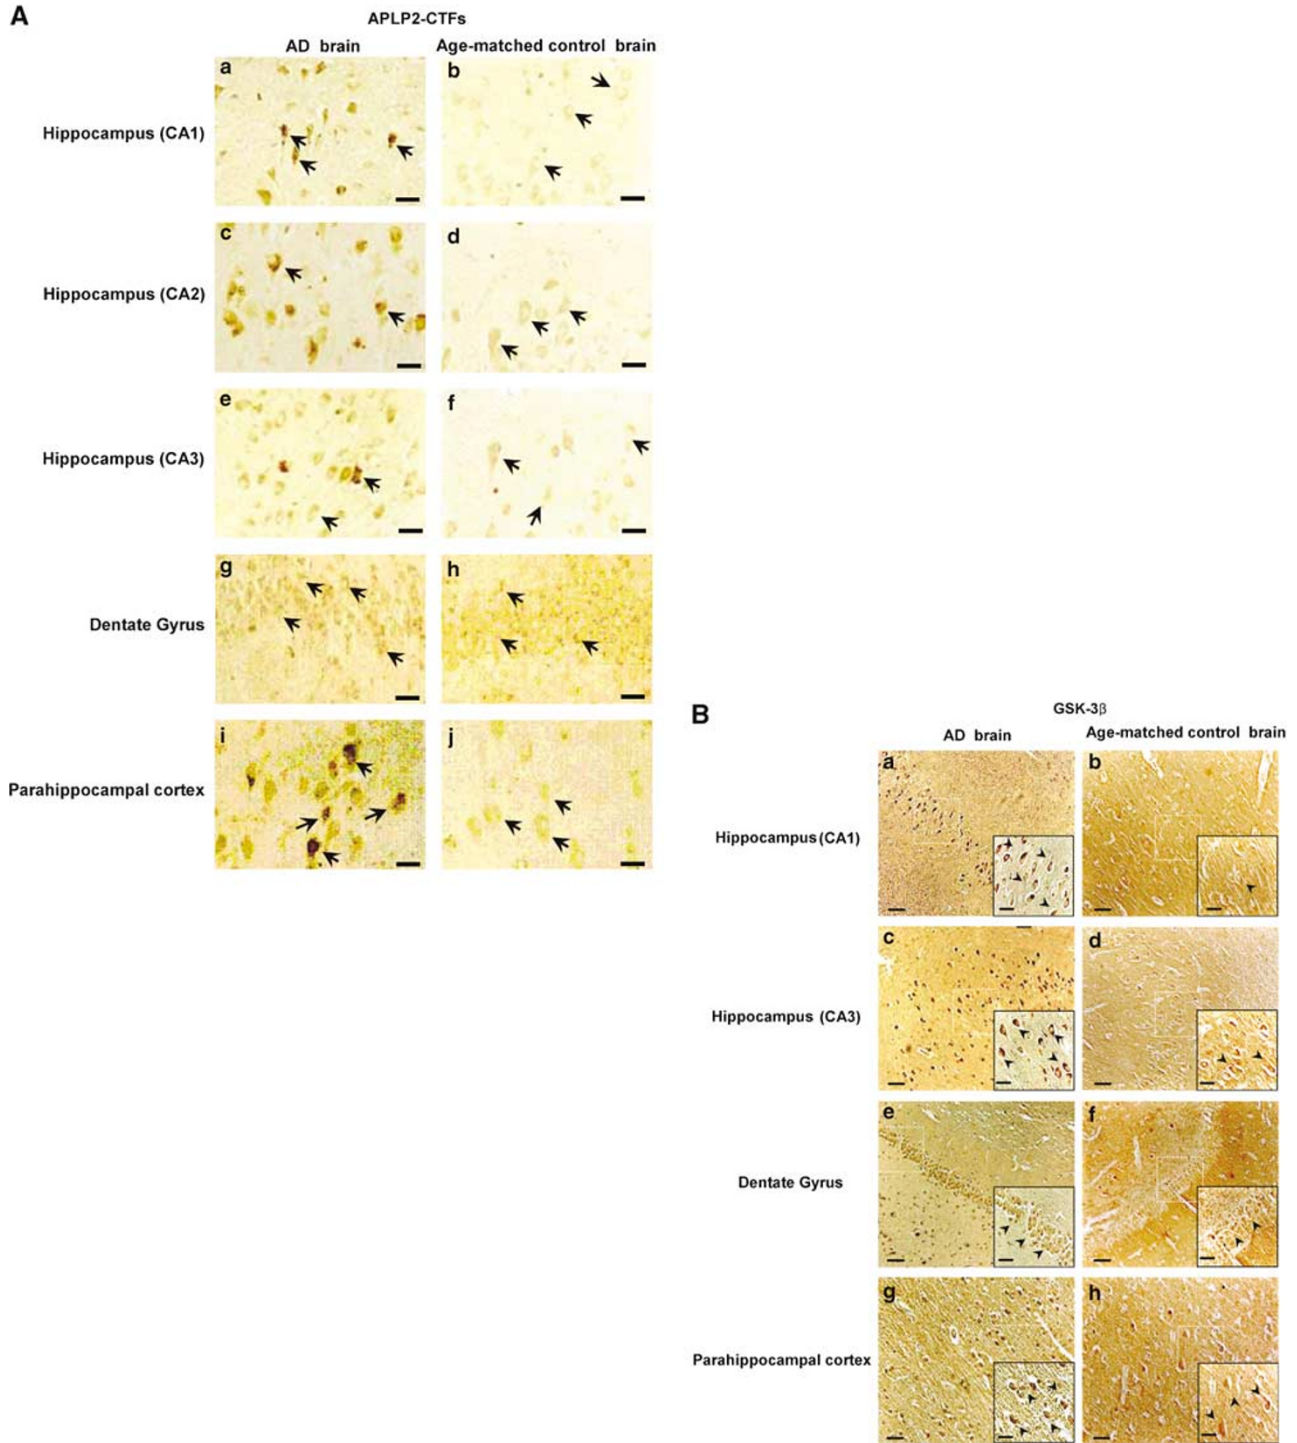 A
APLP2-CTFs
AD brain
Age-matched control brain
a
b
Hippocampus (CA1)
c
d
Hippocampus (CA2)
e
f
Hippocampus (CA3)
g
h
Dentate Gyrus
i
j
Parahippocampal cortex
B
GSK-3β
AD brain
Age-matched control brain
a
b
Hippocampus (CA1)
c
d
Hippocampus (CA3)
e
f
Dentate Gyrus
g
h
Parahippocampal cortex